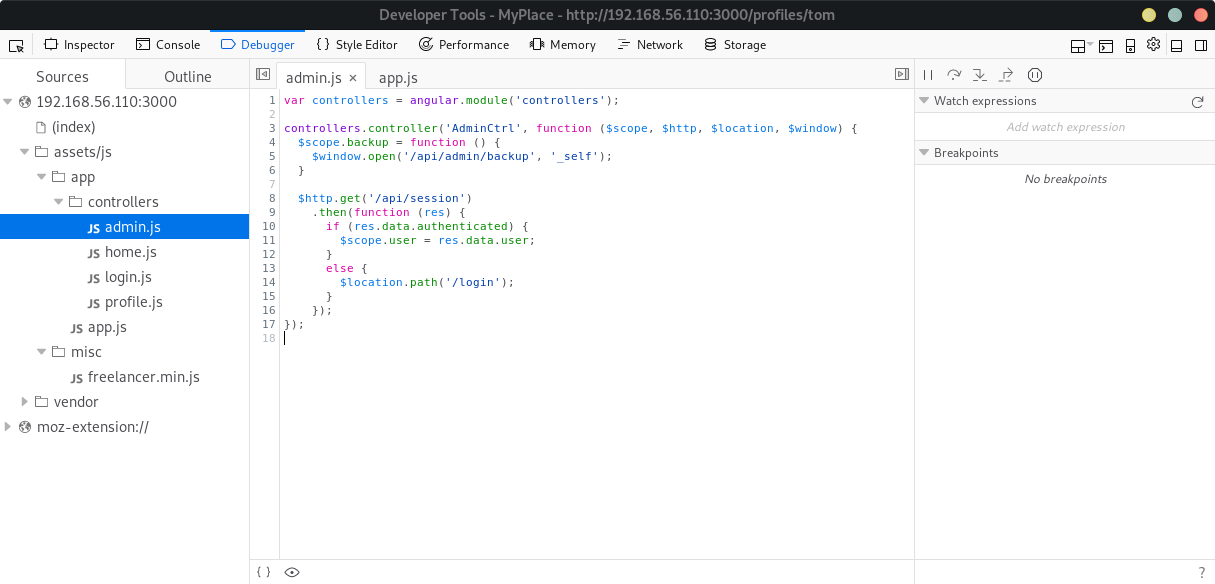 Developer Tools - MyPlace - http://192.168.56.110:3000/profiles/tom
Inspector Console Debugger {} Style Editor Performance Memory Network Storage
Sources Outline
admin.js × app.js
192.168.56.110:3000
(index)
assets/js
app
controllers
JS admin.js
JS home.js
JS login.js
JS profile.js
JS app.js
misc
JS freelancer.min.js
vendor
moz-extension://
1 var controllers = angular.module('controllers');
2
3 controllers.controller('AdminCtrl', function ($scope, $http, $location, $window) {
4 $scope.backup = function () {
5 $window.open('/api/admin/backup', '_self');
6 }
7
8 $http.get('/api/session')
9 .then(function (res) {
10 if (res.data.authenticated) {
11 $scope.user = res.data.user;
12 }
13 else {
14 $location.path('/login');
15 }
16 });
17 });
18
Watch expressions
Add watch expression
Breakpoints
No breakpoints
{ }
?